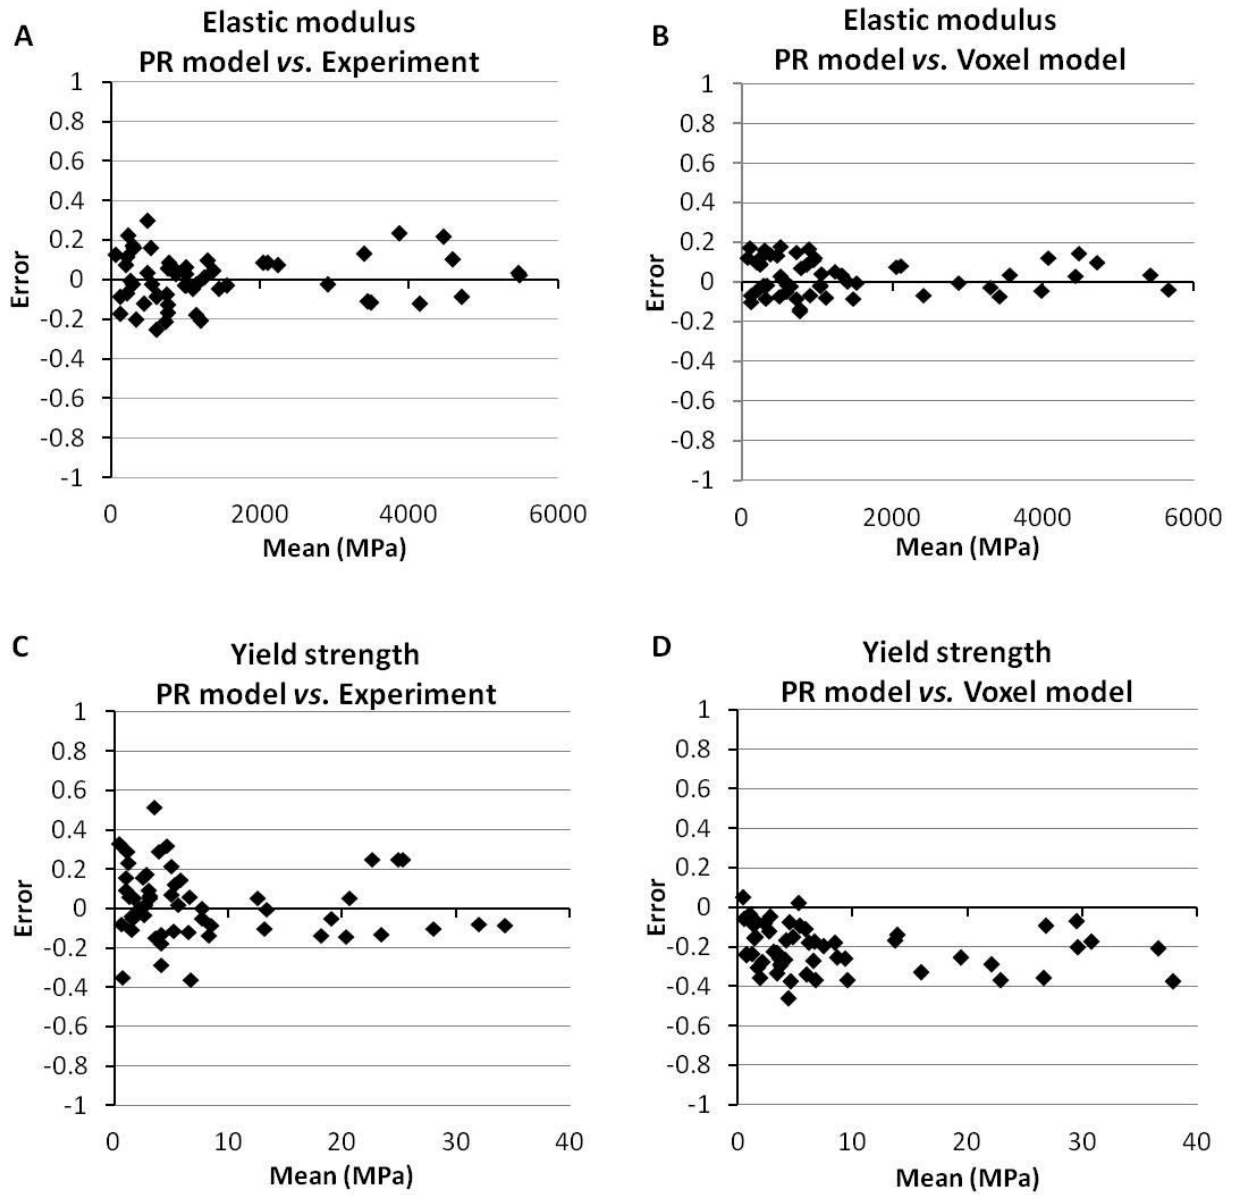 A
Elastic modulus
PR model vs. Experiment
1
0.8
0.6
0.4
0.2
0
-0.2
-0.4
-0.6
-0.8
-1
Error
0 2000 4000 6000
Mean (MPa)
B
Elastic modulus
PR model vs. Voxel model
1
0.8
0.6
0.4
0.2
0
-0.2
-0.4
-0.6
-0.8
-1
Error
0 2000 4000 6000
Mean (MPa)
C
Yield strength
PR model vs. Experiment
1
0.8
0.6
0.4
0.2
0
-0.2
-0.4
-0.6
-0.8
-1
Error
0 10 20 30 40
Mean (MPa)
D
Yield strength
PR model vs. Voxel model
1
0.8
0.6
0.4
0.2
0
-0.2
-0.4
-0.6
-0.8
-1
Error
0 10 20 30 40
Mean (MPa)